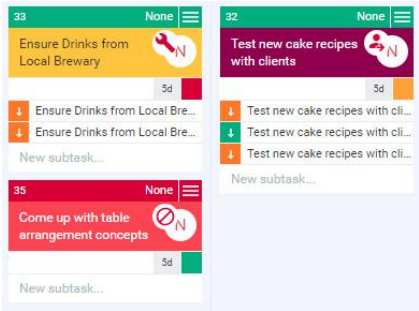 33 None
Ensure Drinks from
Local Brewary
N
5d
Ensure Drinks from Local Bre...
Ensure Drinks from Local Bre...
New subtask...
35 None
Come up with table
arrangement concepts
N
5d
New subtask...
32 None
Test new cake recipes
with clients
N
5d
Test new cake recipes with cli...
Test new cake recipes with cli...
Test new cake recipes with cli...
New subtask...